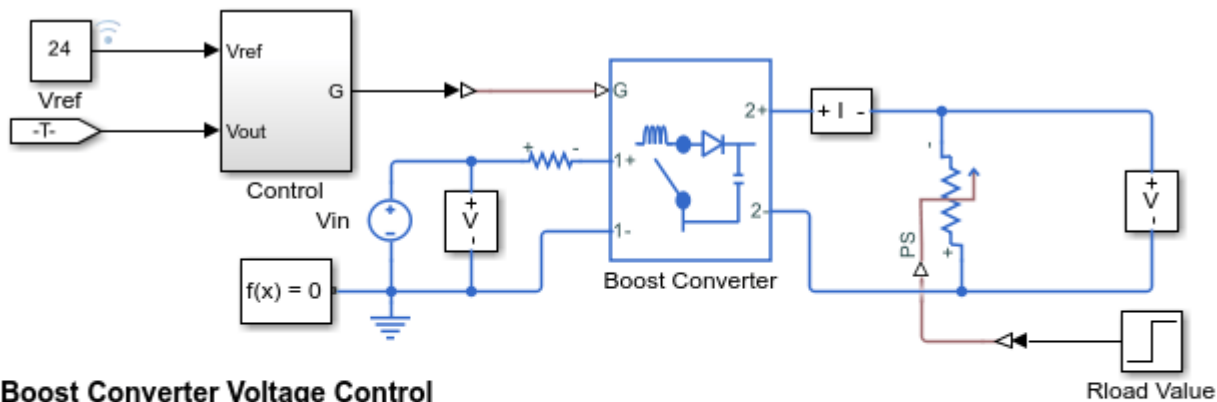 24
Vref
-T-
Vref
Vout
G
Control
Vin
+
V
-
+ -
f(x) = 0
G
1+
1-
2+
2-
Boost Converter
+ I -
-
+
PS
+
V
-
Rload Value
Boost Converter Voltage Control